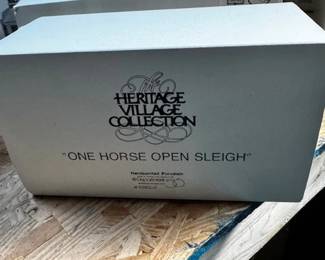 The
HERITAGE
VILLAGE
COLLECTION
"ONE HORSE OPEN SLEIGH"
Handpainted Porcelain